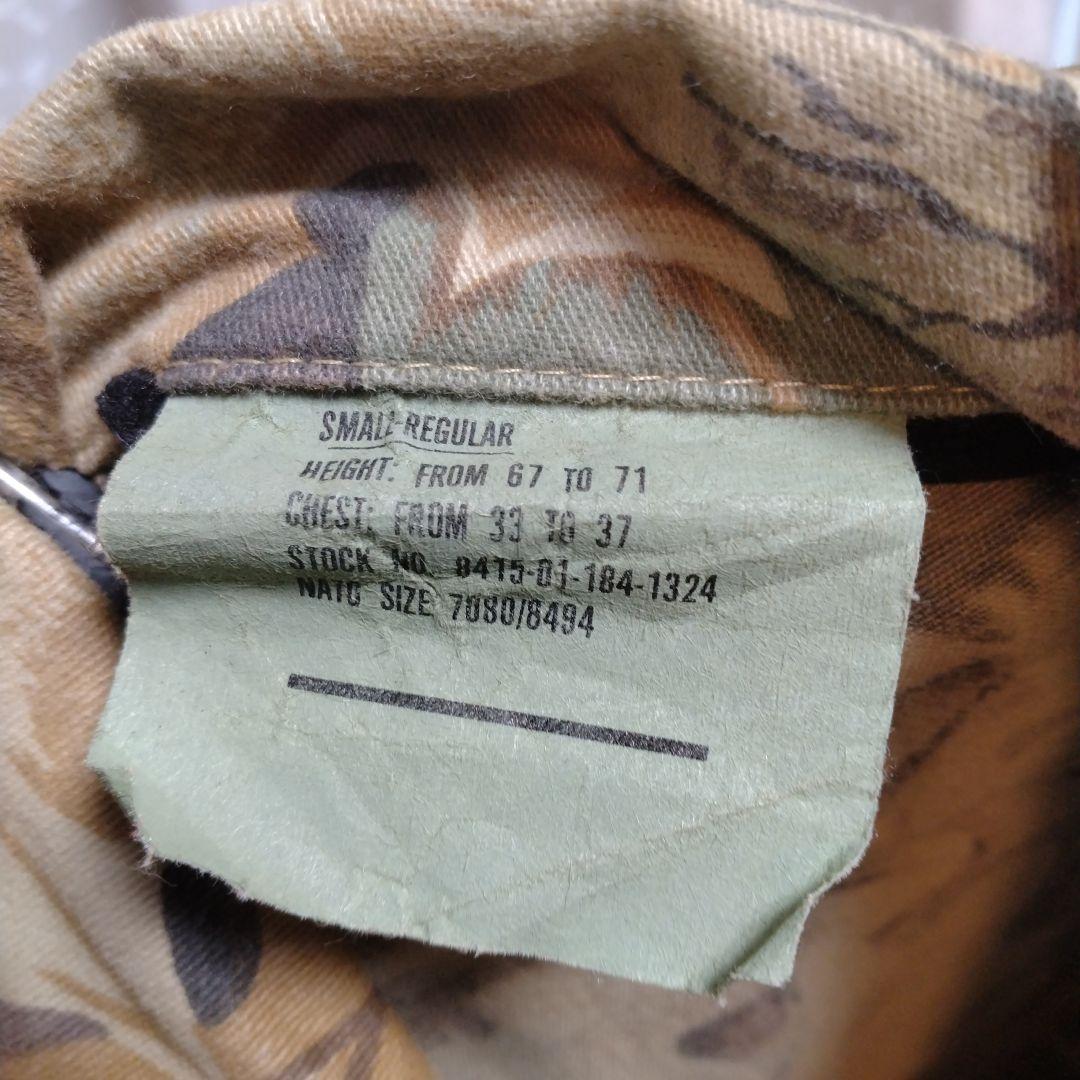 SMALL-REGULAR
HEIGHT: FROM 67 TO 71
CHEST: FROM 33 TO 37
STOCK NO. 8415-01-184-1324
NATO SIZE 7080/8494